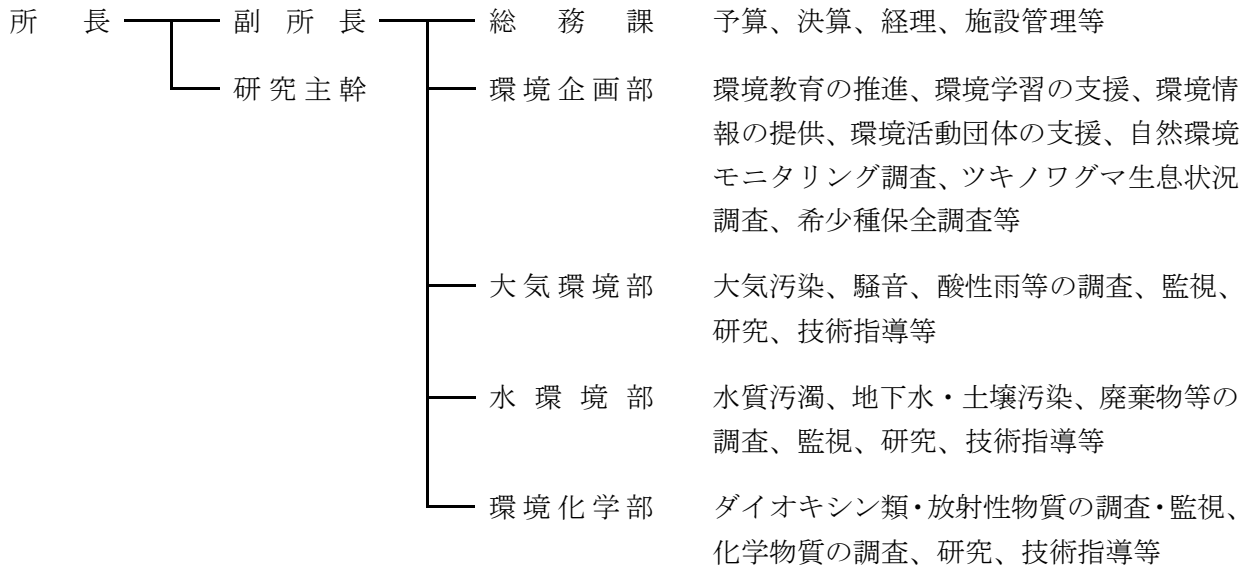 所長 副所長 総務課 予算、決算、経理、施設管理等
研究主幹 環境企画部 環境教育の推進、環境学習の支援、環境情
報の提供、環境活動団体の支援、自然環境
モニタリング調査、ツキノワグマ生息状況
調査、希少種保全調査等
大気環境部 大気汚染、騒音、酸性雨等の調査、監視、
研究、技術指導等
水環境部 水質汚濁、地下水・土壌汚染、廃棄物等の
調査、監視、研究、技術指導等
環境化学部 ダイオキシン類・放射性物質の調査・監視、
化学物質の調査、研究、技術指導等